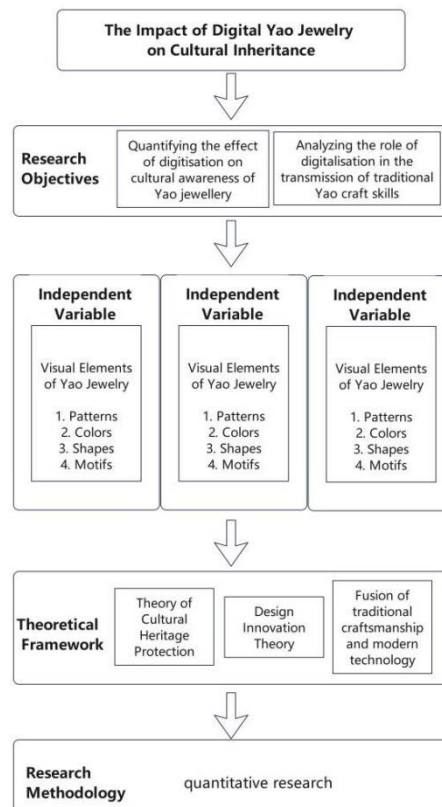 The Impact of Digital Yao Jewelry
on Cultural Inheritance
Research
Objectives
Quantifying the effect
of digitisation on
cultural awareness of
Yao jewellery
Analyzing the role of
digitalisation in the
transmission of traditional
Yao craft skills
Independent
Variable
Visual Elements
of Yao Jewelry
1. Patterns
2. Colors
3. Shapes
4. Motifs
Independent
Variable
Visual Elements
of Yao Jewelry
1. Patterns
2. Colors
3. Shapes
4. Motifs
Independent
Variable
Visual Elements
of Yao Jewelry
1. Patterns
2. Colors
3. Shapes
4. Motifs
Theoretical
Framework
Theory of
Cultural
Heritage
Protection
Design
Innovation
Theory
Fusion of
traditional
craftsmanship
and modern
technology
Research
Methodology
quantitative research